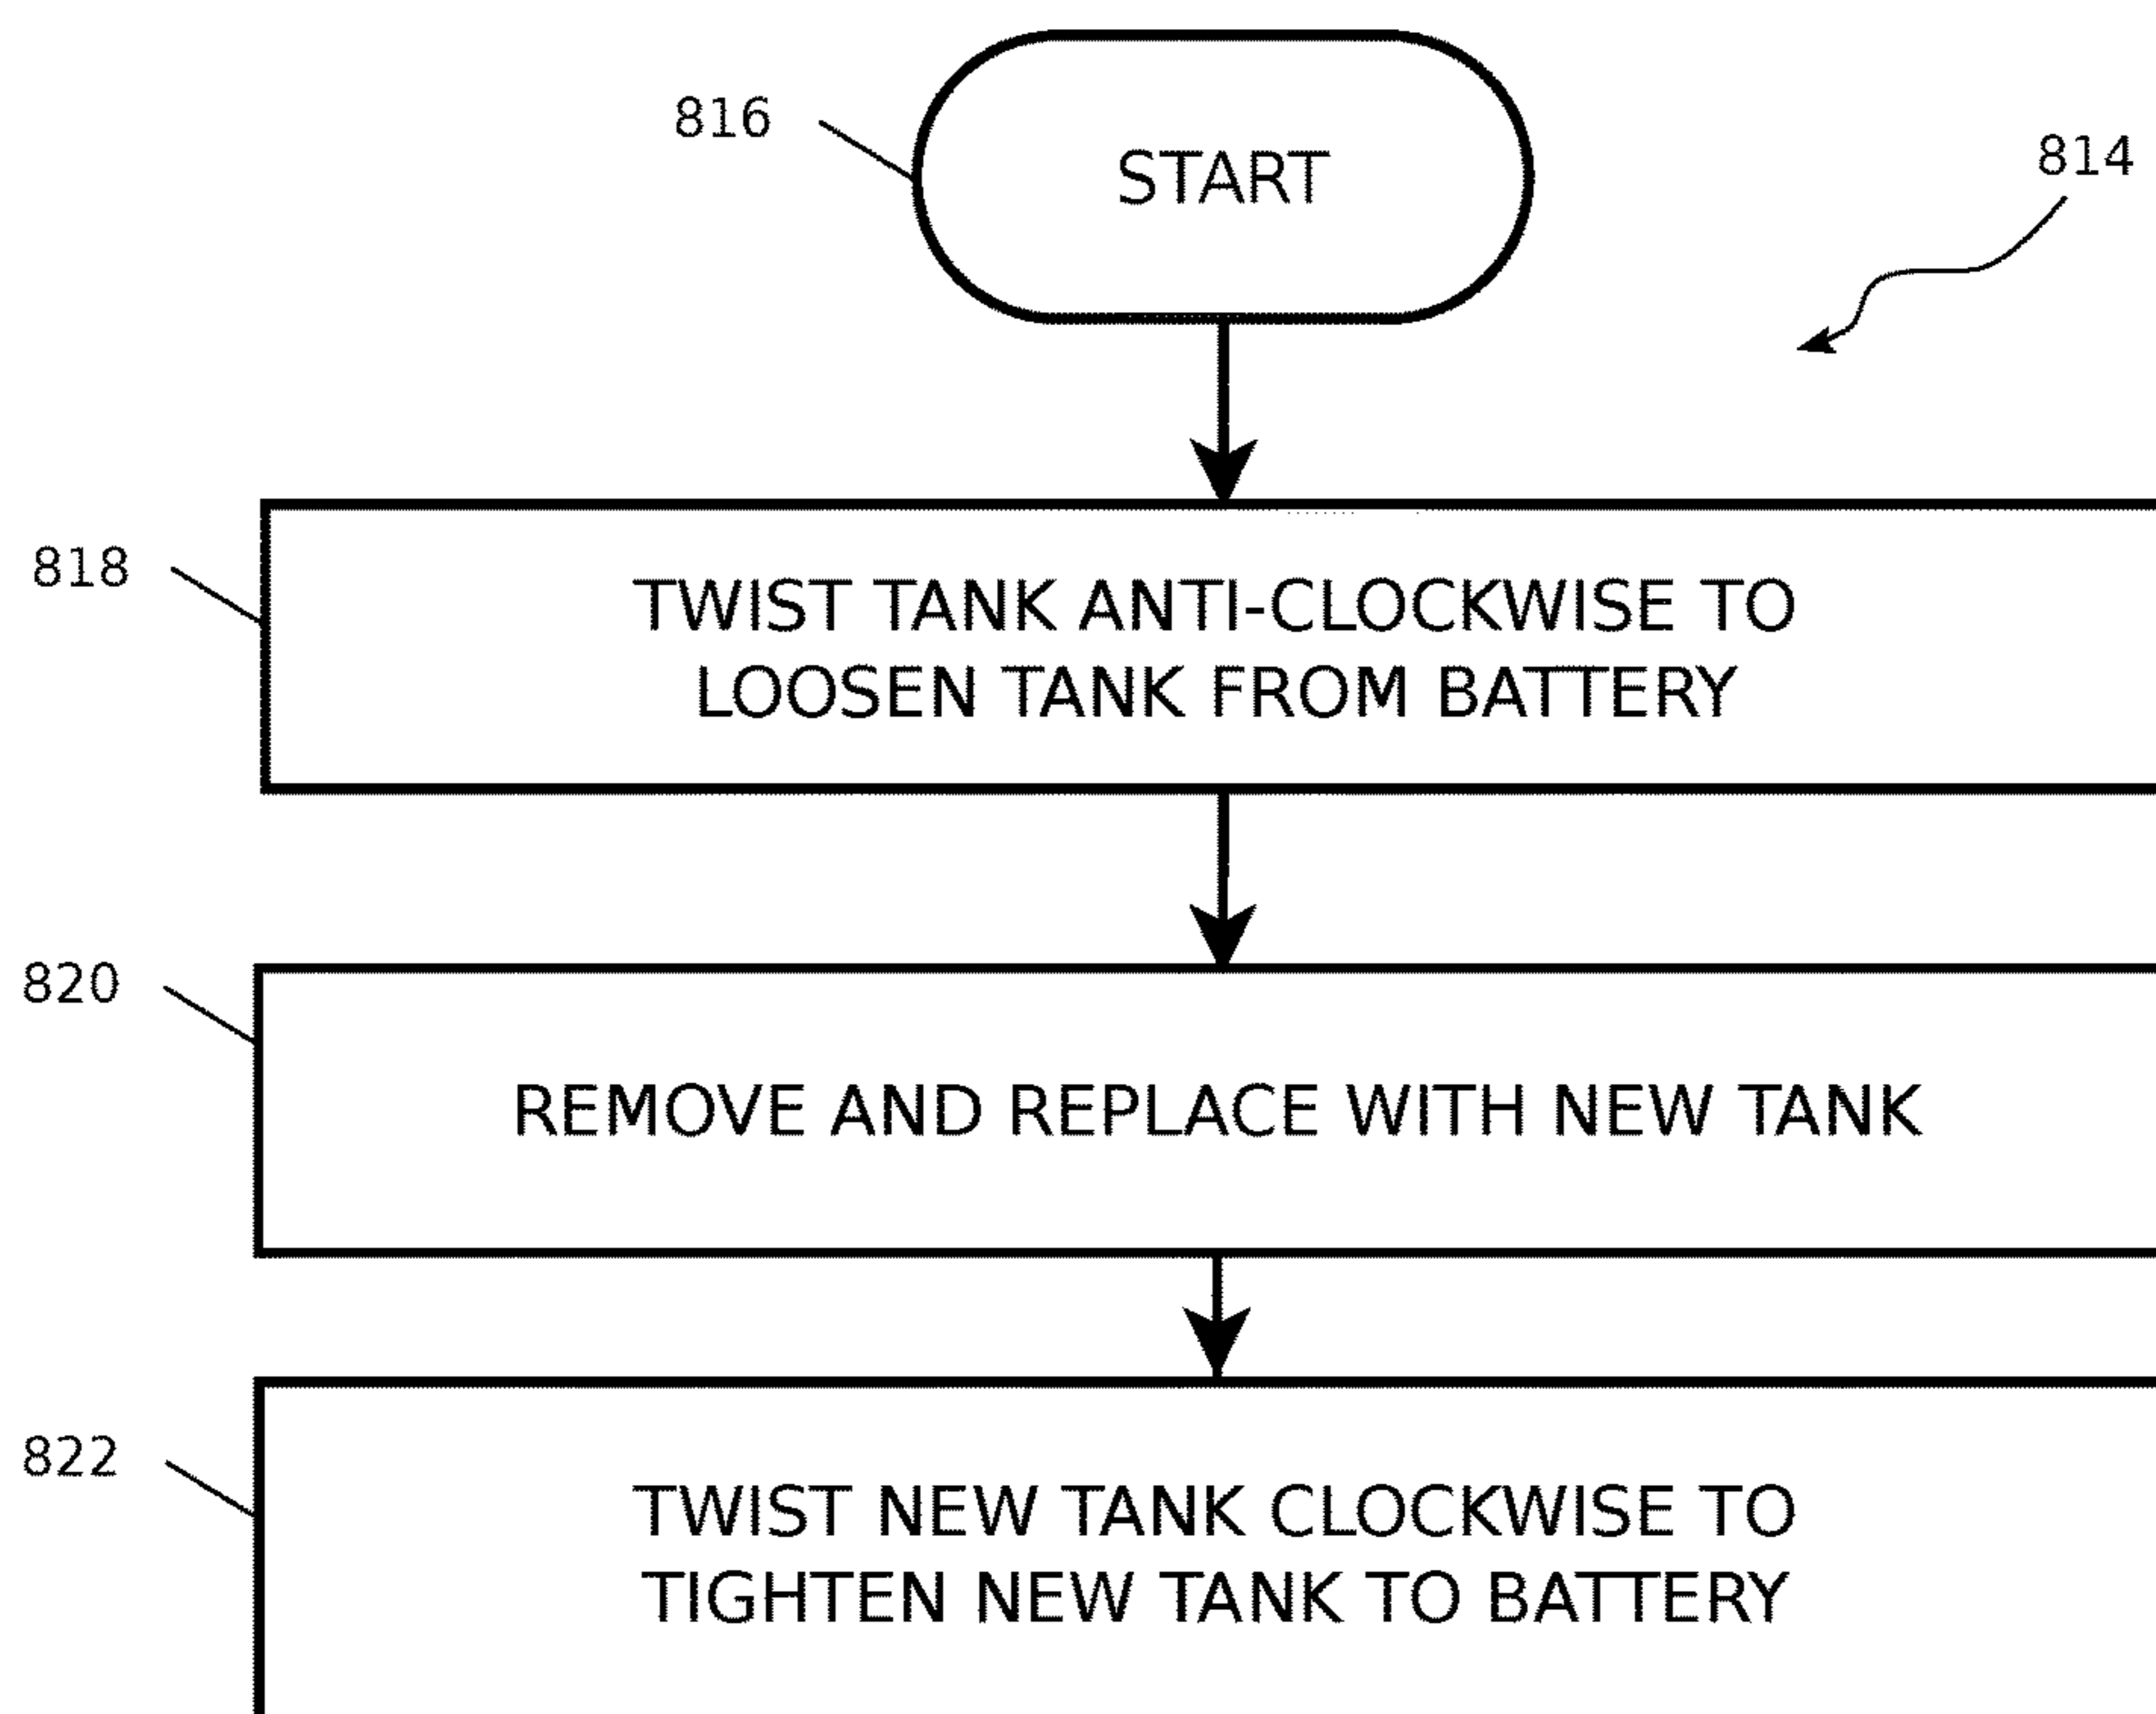 816
START
814
818
TWIST TANK ANTI-CLOCKWISE TO
LOOSEN TANK FROM BATTERY
820
REMOVE AND REPLACE WITH NEW TANK
822
TWIST NEW TANK CLOCKWISE TO
TIGHTEN NEW TANK TO BATTERY